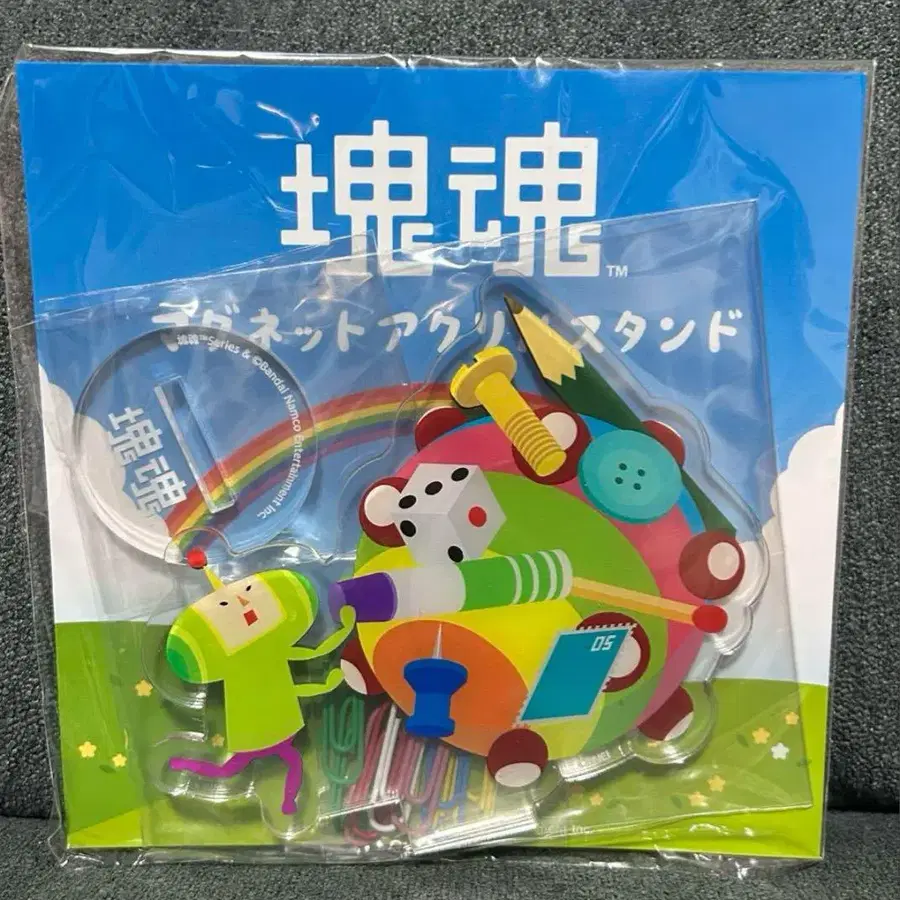 塊魂™
マグネットアクリルスタンド
塊魂™Series & ©Bandai Namco Entertainment Inc.
塊魂
05